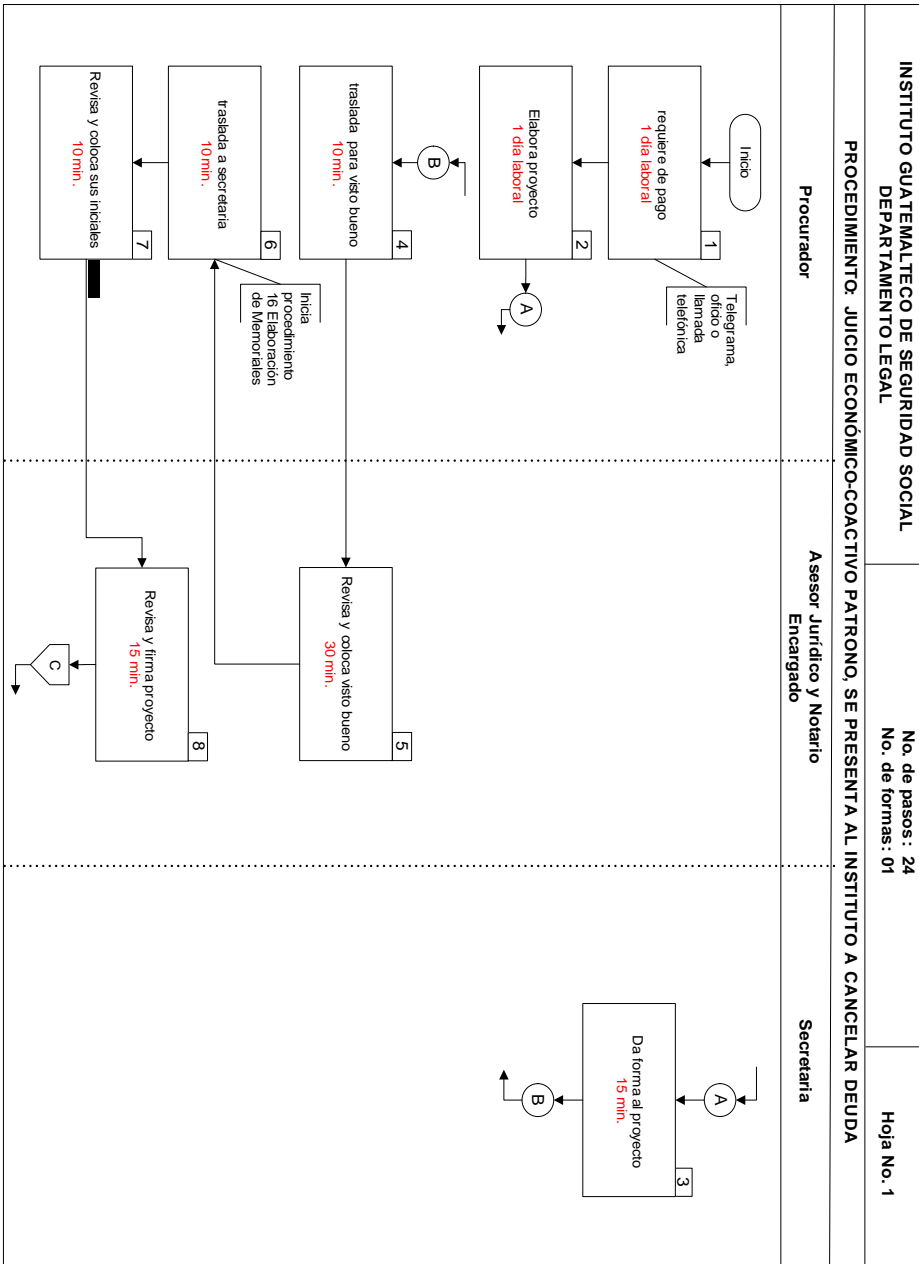 INSTITUTO GUATEMALTECO DE SEGURIDAD SOCIAL
DEPARTAMENTO LEGAL
No. de pasos : 24
No. de formas : 01
Hoja No. 1
PROCEDIMIENTO: JUICIO ECONÓMICO-COACTIVO PATRONO, SE PRESENTA AL INSTITUTO A CANCELAR DEUDA
Procurador
Asesor Jurídico y Notario
Encargado
Secretaria
Inicio
1
requiere de pago
1 día laboral
Telegrama,
oficio o
llamada
telefónica
2
Elabora proyecto
1 día laboral
A
A
3
Da forma al proyecto
15 min.
B
B
4
traslada para visto bueno
10 min.
5
Revisa y coloca visto bueno
30 min.
6
traslada a secretaria
10 min.
Inicia
procedimiento
16 Elaboración
de Memoriales
7
Revisa y coloca sus iniciales
10 min.
8
Revisa y firma proyecto
15 min.
C